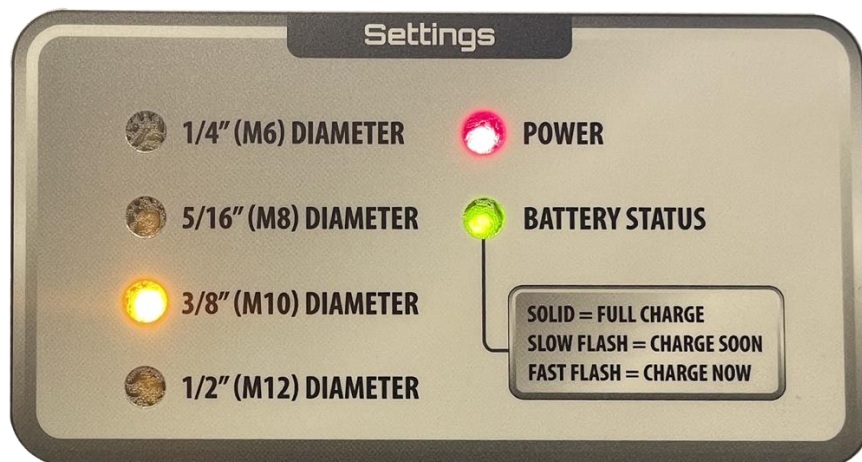 Settings
1/4” (M6) DIAMETER
5/16” (M8) DIAMETER
3/8” (M10) DIAMETER
1/2” (M12) DIAMETER
POWER
BATTERY STATUS
SOLID = FULL CHARGE
SLOW FLASH = CHARGE SOON
FAST FLASH = CHARGE NOW